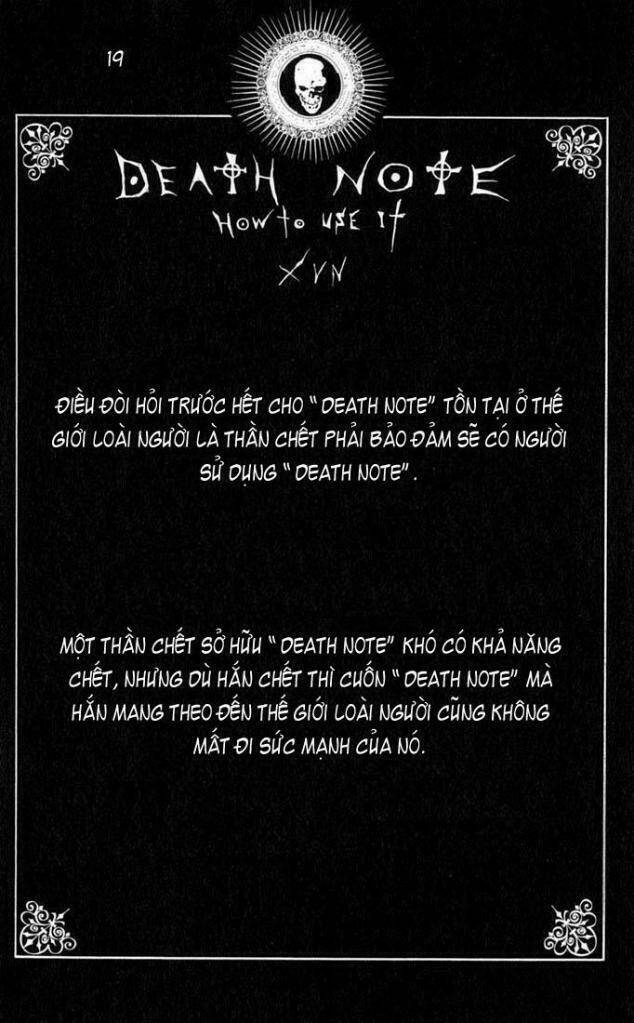 19
DEATH NOTE
HOW TO USE IT
XVII
ĐIỀU ĐÒI HỎI TRƯỚC HẾT CHO “ DEATH NOTE” TỒN TẠI Ở THẾ
GIỚI LOÀI NGƯỜI LÀ THẦN CHẾT PHẢI BẢO ĐẢM SẼ CÓ NGƯỜI
SỬ DỤNG “ DEATH NOTE” .
MỘT THẦN CHẾT SỞ HỮU “ DEATH NOTE” KHÓ CÓ KHẢ NĂNG
CHẾT, NHƯNG DÙ HẮN CHẾT THÌ CUỐN “ DEATH NOTE” MÀ
HẮN MANG THEO ĐẾN THẾ GIỚI LOÀI NGƯỜI CŨNG KHÔNG
MẤT ĐI SỨC MẠNH CỦA NÓ.